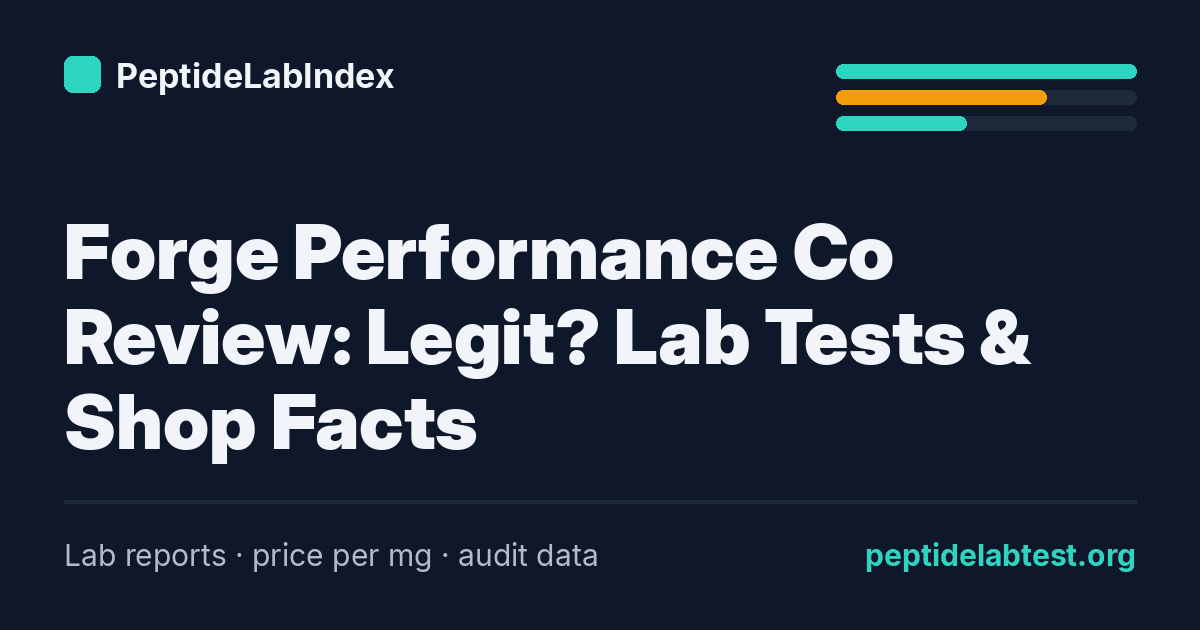 PeptideLabIndex
Forge Performance Co
Review: Legit? Lab Tests &
Shop Facts
Lab reports · price per mg · audit data
peptidelabtest.org